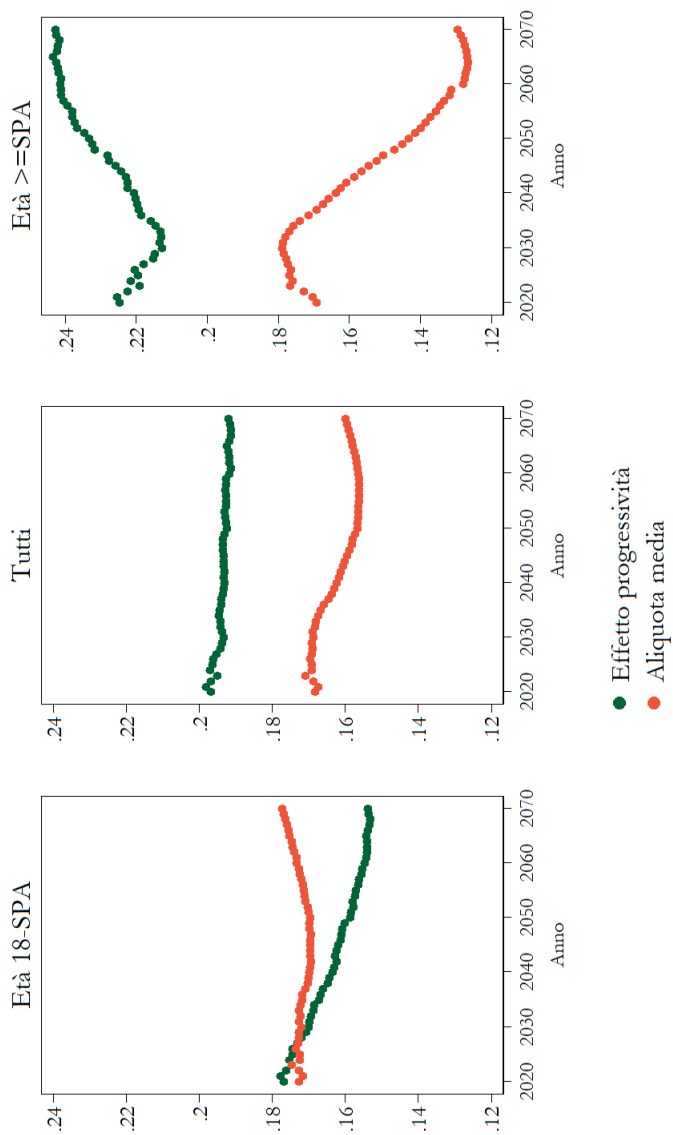 Età 18-SPA
.24
.22
.2
.18
.16
.14
.12
2020 2030 2040 2050 2060 2070
Anno
Tutti
.24
.22
.2
.18
.16
.14
.12
2020 2030 2040 2050 2060 2070
Anno
Età >=SPA
.24
.22
.2
.18
.16
.14
.12
2020 2030 2040 2050 2060 2070
Anno
Effetto progressività
Aliquota media